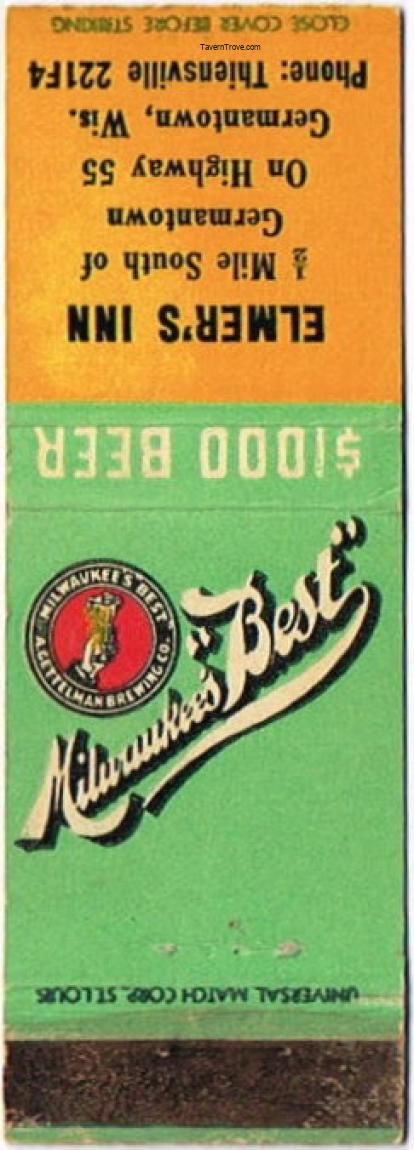 CLOSE COVER BEFORE STRIKING
TavernTrove.com
ELMER'S INN
½ Mile South of
Germantown
On Highway 55
Germantown, Wis.
Phone: Thiensville 221F4
$1000 BEER
MILWAUKEE'S BEST
A. GETTELMAN BREWING CO.
Milwaukee's
"Best"
UNIVERSAL MATCH CORP., ST. LOUIS